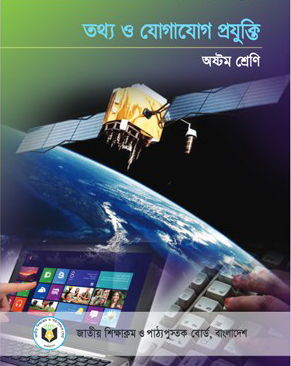 তথ্য ও যোগাযোগ প্রযুক্তি
অষ্টম শ্রেণি
জাতীয় শিক্ষাক্রম ও পাঠ্যপুস্তক বোর্ড, বাংলাদেশ